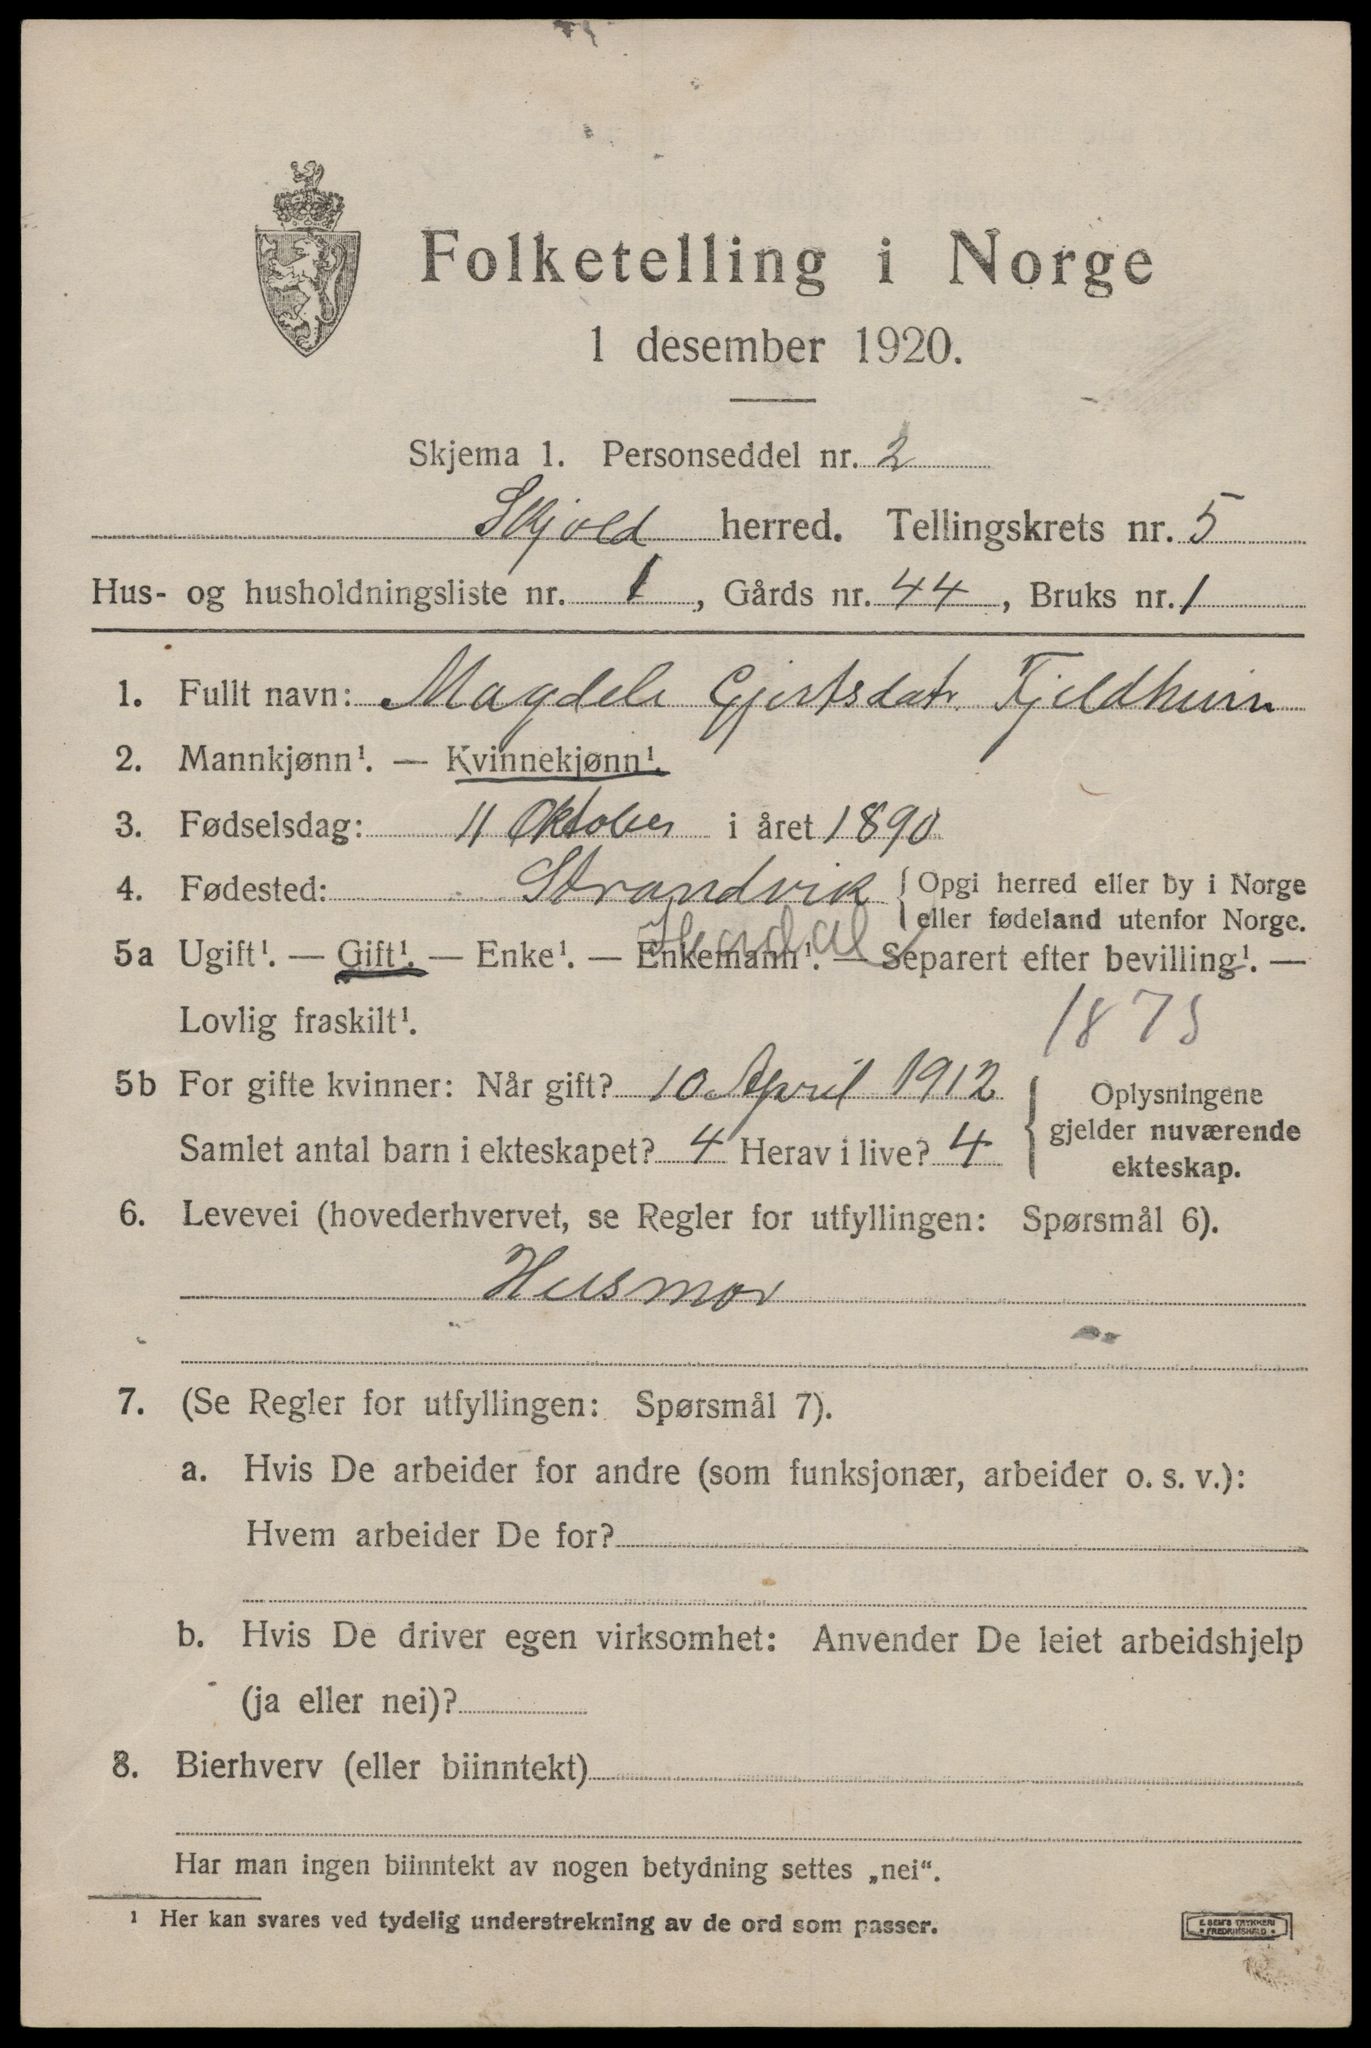 Folketelling i Norge
1 desember 1920.
Skjema 1. Personseddel nr. 2
Skjold herred. Tellingskrets nr. 5
Hus- og husholdningsliste nr. 1, Gårds nr. 44, Bruks nr. 1
1. Fullt navn: Magdele Gjertsdatr. Fjeldheim
2. Mannkjønn¹. — Kvinnekjønn¹.
3. Fødselsdag: 11 Oktober i året 1890
4. Fødested: Strandvik { Opgi herred eller by i Norge
eller fødeland utenfor Norge.
5a Ugift¹. — Gift¹. — Enke¹. — Enkemann¹. — Separert efter bevilling¹. —
Lovlig fraskilt¹.
5b For gifte kvinner: Når gift? 10 April 1912 { Oplysningene
gjelder nuværende
Samlet antal barn i ekteskapet? 4 Herav i live? 4
ekteskap.
6. Levevei (hovederhvervet, se Regler for utfyllingen: Spørsmål 6).
Husmor
7. (Se Regler for utfyllingen: Spørsmål 7).
a. Hvis De arbeider for andre (som funksjonær, arbeider o. s. v.):
Hvem arbeider De for?
b. Hvis De driver egen virksomhet: Anvender De leiet arbeidshjelp
(ja eller nei)?
8. Bierhverv (eller biinntekt)
Har man ingen biinntekt av nogen betydning settes „nei“.
¹ Her kan svares ved tydelig understrekning av de ord som passer.
E. SEM'S TRYKKERI
FREDRIKSHALD